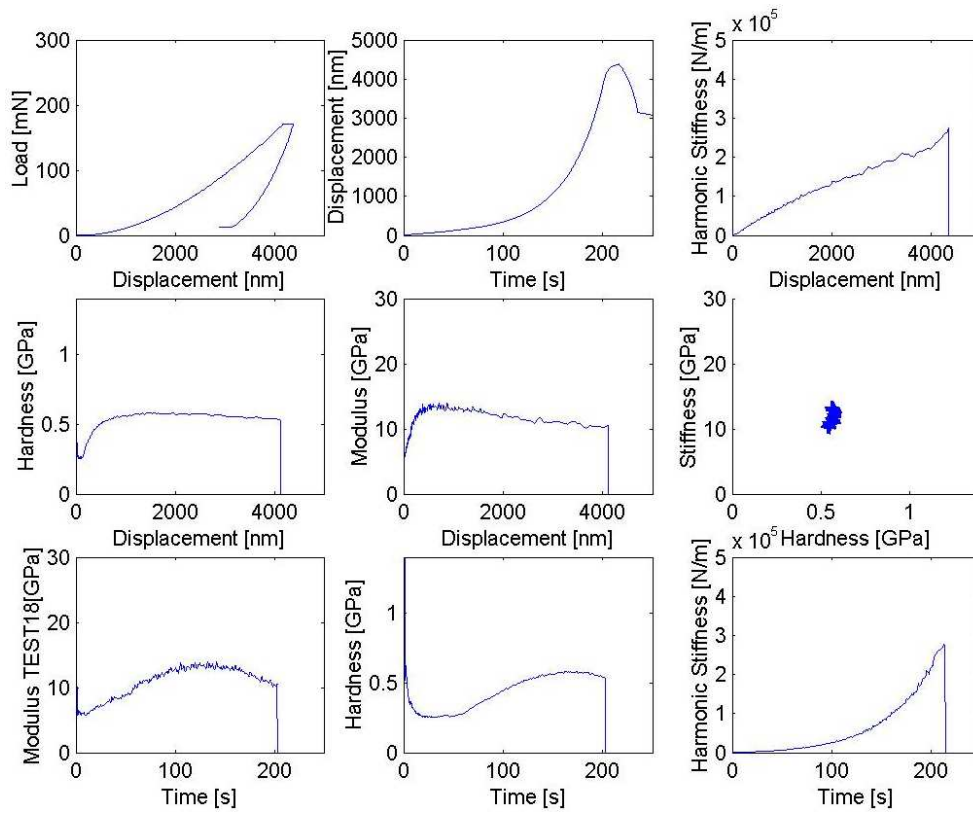 300
200
100
0
0 2000 4000
Load [mN]
Displacement [nm]
5000
4000
3000
2000
1000
0
0 100 200
Displacement [nm]
Time [s]
x 10^5
5
4
3
2
1
0
0 2000 4000
Harmonic Stiffness [N/m]
Displacement [nm]
1
0.5
0
0 2000 4000
Hardness [GPa]
Displacement [nm]
30
20
10
0
0 2000 4000
Modulus [GPa]
Displacement [nm]
30
20
10
0
0 0.5 1
Stiffness [GPa]
Hardness [GPa]
30
20
10
0
0 100 200
Modulus TEST18[GPa]
Time [s]
1
0.5
0
0 100 200
Hardness [GPa]
Time [s]
x 10^5
5
4
3
2
1
0
0 100 200
Harmonic Stiffness [N/m]
Time [s]